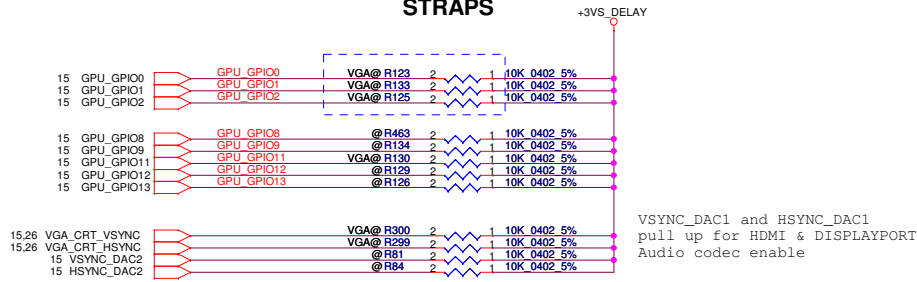 STRAPS
+3VS_DELAY
15 GPU_GPIO0 GPU_GPIO0 VGA@ R123 2 1 10K_0402_5%
15 GPU_GPIO1 GPU_GPIO1 VGA@ R133 2 1 10K_0402_5%
15 GPU_GPIO2 GPU_GPIO2 VGA@ R125 2 1 10K_0402_5%
15 GPU_GPIO8 GPU_GPIO8 @ R463 2 1 10K_0402_5%
15 GPU_GPIO9 GPU_GPIO9 @ R134 2 1 10K_0402_5%
15 GPU_GPIO11 GPU_GPIO11 VGA@ R130 2 1 10K_0402_5%
15 GPU_GPIO12 GPU_GPIO12 @ R129 2 1 10K_0402_5%
15 GPU_GPIO13 GPU_GPIO13 @ R126 2 1 10K_0402_5%
15,26 VGA_CRT_VSYNC VGA@ R300 2 1 10K_0402_5%
15,26 VGA_CRT_HSYNC VGA@ R299 2 1 10K_0402_5%
15 VSYNC_DAC2 @ R81 2 1 10K_0402_5%
15 HSYNC_DAC2 @ R84 2 1 10K_0402_5%
VSYNC_DAC1 and HSYNC_DAC1
pull up for HDMI & DISPLAYPORT
Audio codec enable